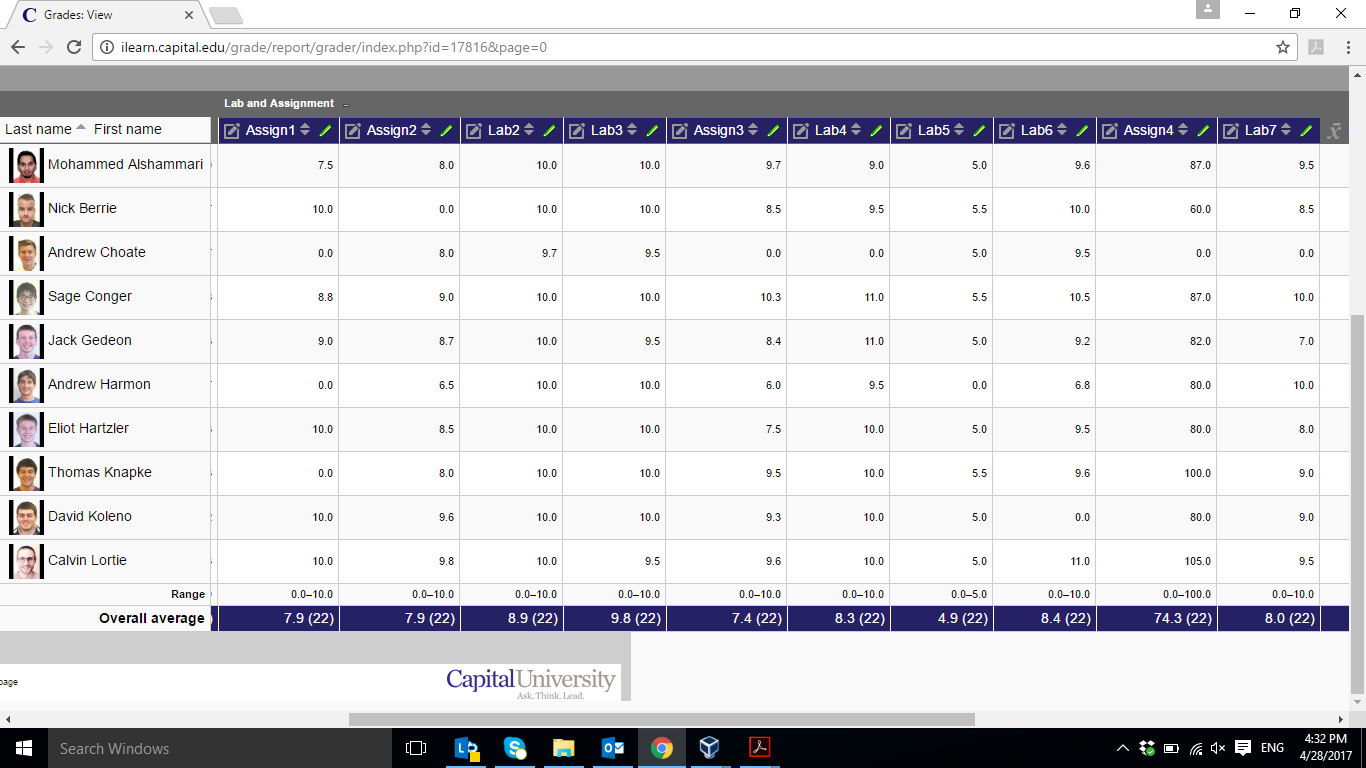 Grades: View
ilearn.capital.edu/grade/report/grader/index.php?id=17816&page=0
Lab and Assignment
Last name First name Assign1 Assign2 Lab2 Lab3 Assign3 Lab4 Lab5 Lab6 Assign4 Lab7 x̄
Mohammed Alshammari 7.5 8.0 10.0 10.0 9.7 9.0 5.0 9.6 87.0 9.5
Nick Berrie 10.0 0.0 10.0 10.0 8.5 9.5 5.5 10.0 60.0 8.5
Andrew Choate 0.0 8.0 9.7 9.5 0.0 0.0 5.0 9.5 0.0 0.0
Sage Conger 8.8 9.0 10.0 10.0 10.3 11.0 5.5 10.5 87.0 10.0
Jack Gedeon 9.0 8.7 10.0 9.5 8.4 11.0 5.0 9.2 82.0 7.0
Andrew Harmon 0.0 6.5 10.0 10.0 6.0 9.5 0.0 6.8 80.0 10.0
Eliot Hartzler 10.0 8.5 10.0 10.0 7.5 10.0 5.0 9.5 80.0 8.0
Thomas Knapke 0.0 8.0 10.0 10.0 9.5 10.0 5.5 9.6 100.0 9.0
David Koleno 10.0 9.6 10.0 10.0 9.3 10.0 5.0 0.0 80.0 9.0
Calvin Lortie 10.0 9.8 10.0 9.5 9.6 10.0 5.0 11.0 105.0 9.5
Range 0.0–10.0 0.0–10.0 0.0–10.0 0.0–10.0 0.0–10.0 0.0–10.0 0.0–5.0 0.0–10.0 0.0–100.0 0.0–10.0
Overall average 7.9 (22) 7.9 (22) 8.9 (22) 9.8 (22) 7.4 (22) 8.3 (22) 4.9 (22) 8.4 (22) 74.3 (22) 8.0 (22)
Capital University
Ask. Think. Lead.
Search Windows
ENG
4:32 PM
4/28/2017